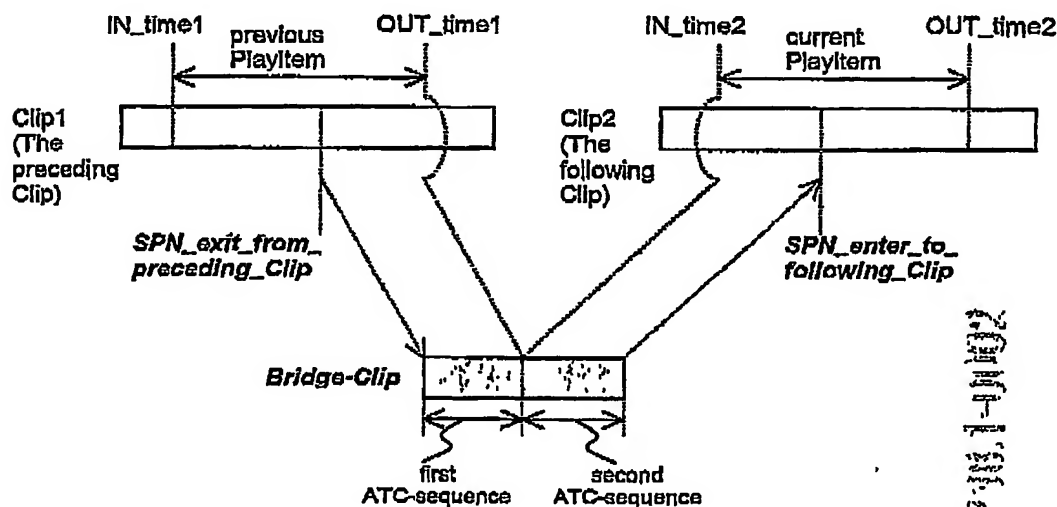 IN_time1
previous
PlayItem
OUT_time1
IN_time2
current
PlayItem
OUT_time2
Clip1
(The
preceding
Clip)
Clip2
(The
following
Clip)
SPN_exit_from_
preceding_Clip
SPN_enter_to_
following_Clip
Bridge-Clip
first
ATC-sequence
second
ATC-sequence